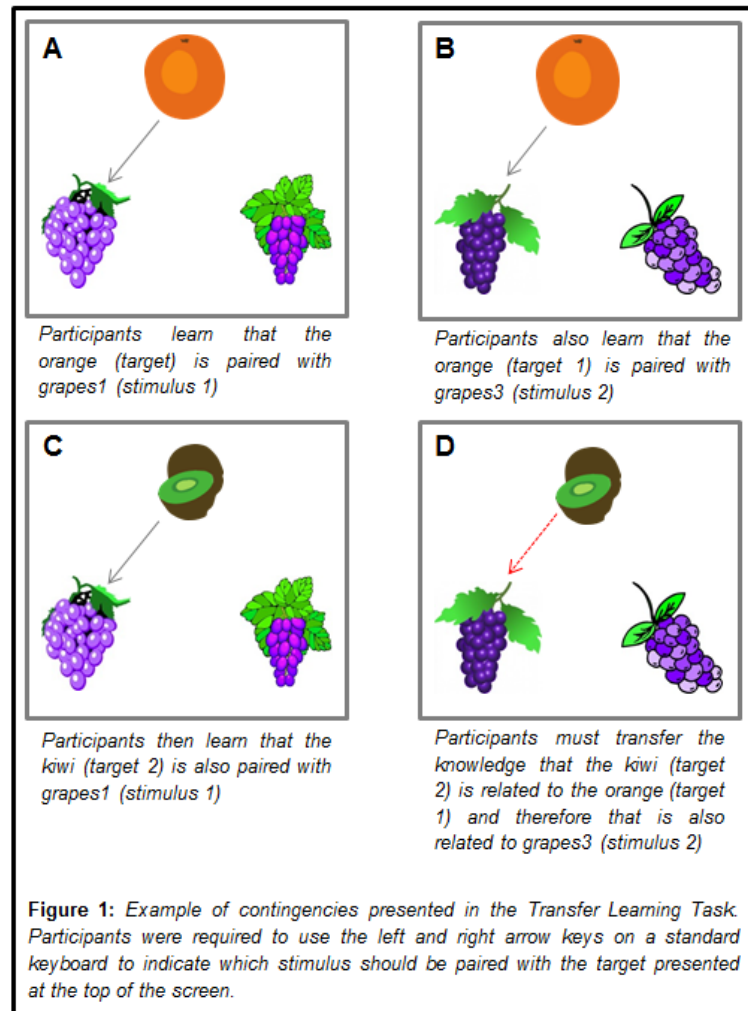 A
B
Participants learn that the
orange (target) is paired with
grapes1 (stimulus 1)
Participants also learn that the
orange (target 1) is paired with
grapes3 (stimulus 2)
C
D
Participants then learn that the
kiwi (target 2) is also paired with
grapes1 (stimulus 1)
Participants must transfer the
knowledge that the kiwi (target
2) is related to the orange (target
1) and therefore that is also
related to grapes3 (stimulus 2)
Figure 1: Example of contingencies presented in the Transfer Learning Task.
Participants were required to use the left and right arrow keys on a standard
keyboard to indicate which stimulus should be paired with the target presented
at the top of the screen.